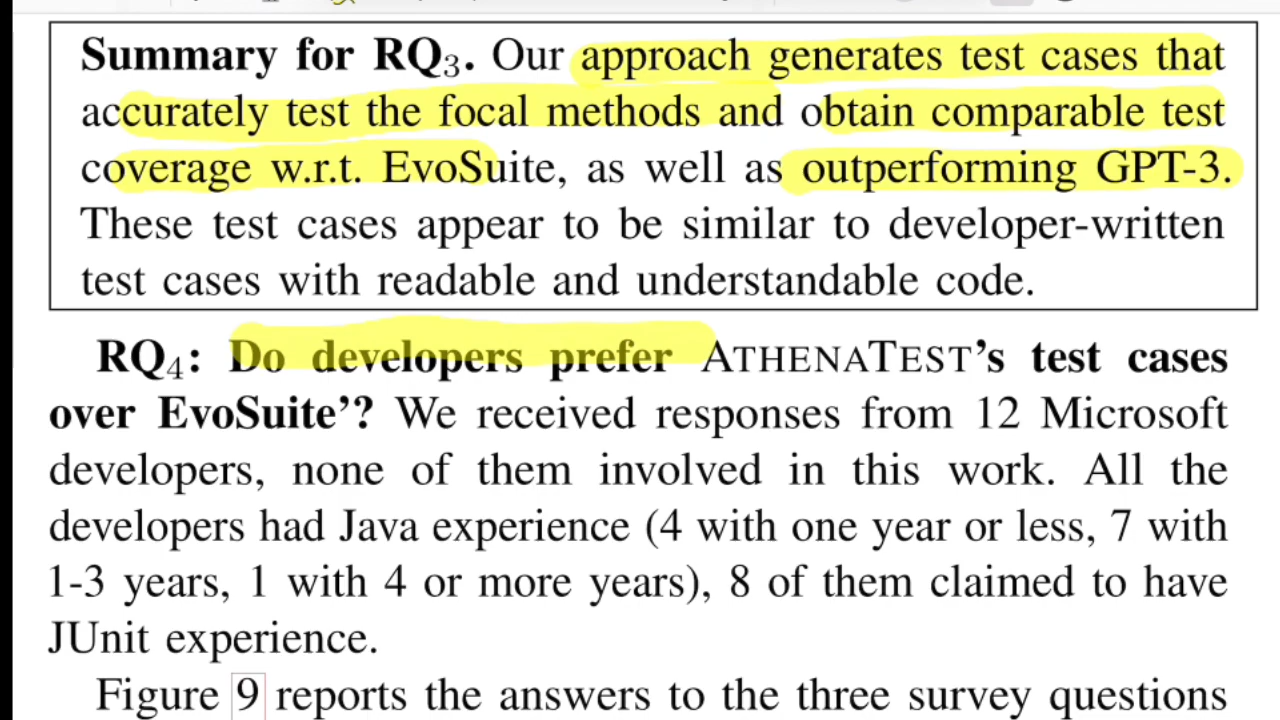 Summary for RQ3. Our approach generates test cases that
accurately test the focal methods and obtain comparable test
coverage w.r.t. EvoSuite, as well as outperforming GPT-3.
These test cases appear to be similar to developer-written
test cases with readable and understandable code.
RQ4: Do developers prefer ATHENATEST's test cases
over EvoSuite'? We received responses from 12 Microsoft
developers, none of them involved in this work. All the
developers had Java experience (4 with one year or less, 7 with
1-3 years, 1 with 4 or more years), 8 of them claimed to have
JUnit experience.
Figure 9 reports the answers to the three survey questions